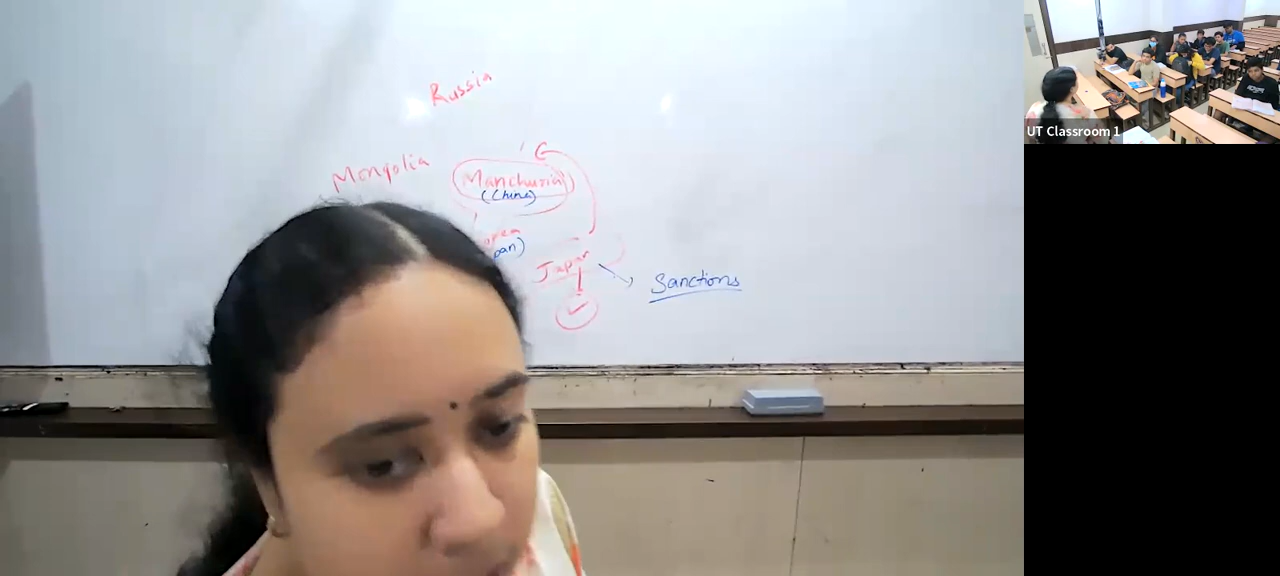 Russia
Mongolia
Manchuria
(China)
Japan
Sanctions
UT Classroom 1